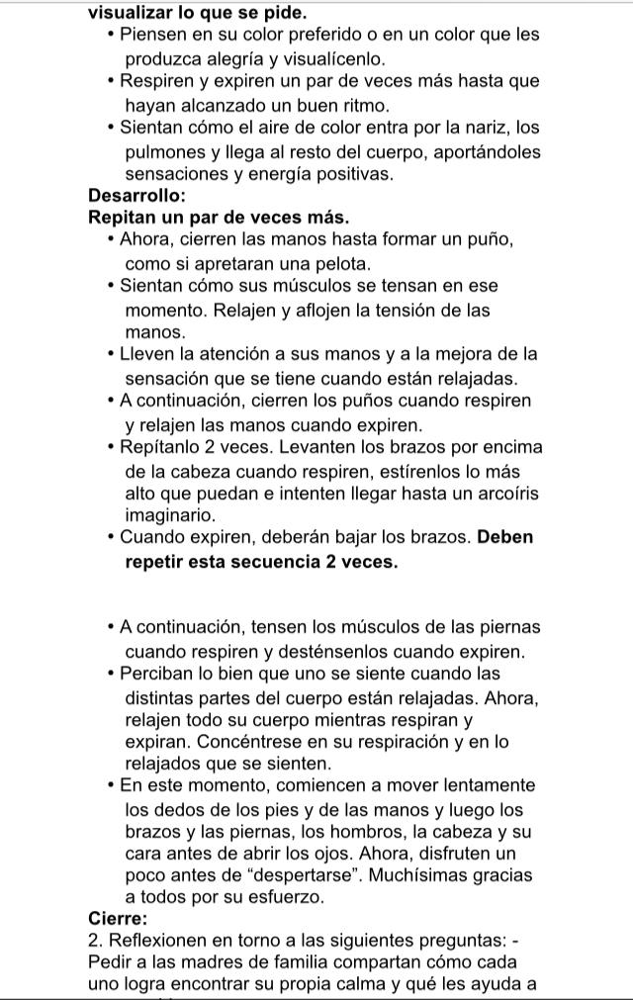 visualizar lo que se pide.
• Piensen en su color preferido o en un color que les
produzca alegría y visualícenlo.
• Respiren y expiren un par de veces más hasta que
hayan alcanzado un buen ritmo.
• Sientan cómo el aire de color entra por la nariz, los
pulmones y llega al resto del cuerpo, aportándoles
sensaciones y energía positivas.
Desarrollo:
Repitan un par de veces más.
• Ahora, cierren las manos hasta formar un puño,
como si apretaran una pelota.
• Sientan cómo sus músculos se tensan en ese
momento. Relajen y aflojen la tensión de las
manos.
• Lleven la atención a sus manos y a la mejora de la
sensación que se tiene cuando están relajadas.
• A continuación, cierren los puños cuando respiren
y relajen las manos cuando expiren.
• Repítanlo 2 veces. Levanten los brazos por encima
de la cabeza cuando respiren, estírenlos lo más
alto que puedan e intenten llegar hasta un arcoíris
imaginario.
• Cuando expiren, deberán bajar los brazos. Deben
repetir esta secuencia 2 veces.
• A continuación, tensen los músculos de las piernas
cuando respiren y desténsenlos cuando expiren.
• Perciban lo bien que uno se siente cuando las
distintas partes del cuerpo están relajadas. Ahora,
relajen todo su cuerpo mientras respiran y
expiran. Concéntrese en su respiración y en lo
relajados que se sienten.
• En este momento, comiencen a mover lentamente
los dedos de los pies y de las manos y luego los
brazos y las piernas, los hombros, la cabeza y su
cara antes de abrir los ojos. Ahora, disfruten un
poco antes de “despertarse”. Muchísimas gracias
a todos por su esfuerzo.
Cierre:
2. Reflexionen en torno a las siguientes preguntas: -
Pedir a las madres de familia compartan cómo cada
uno logra encontrar su propia calma y qué les ayuda a